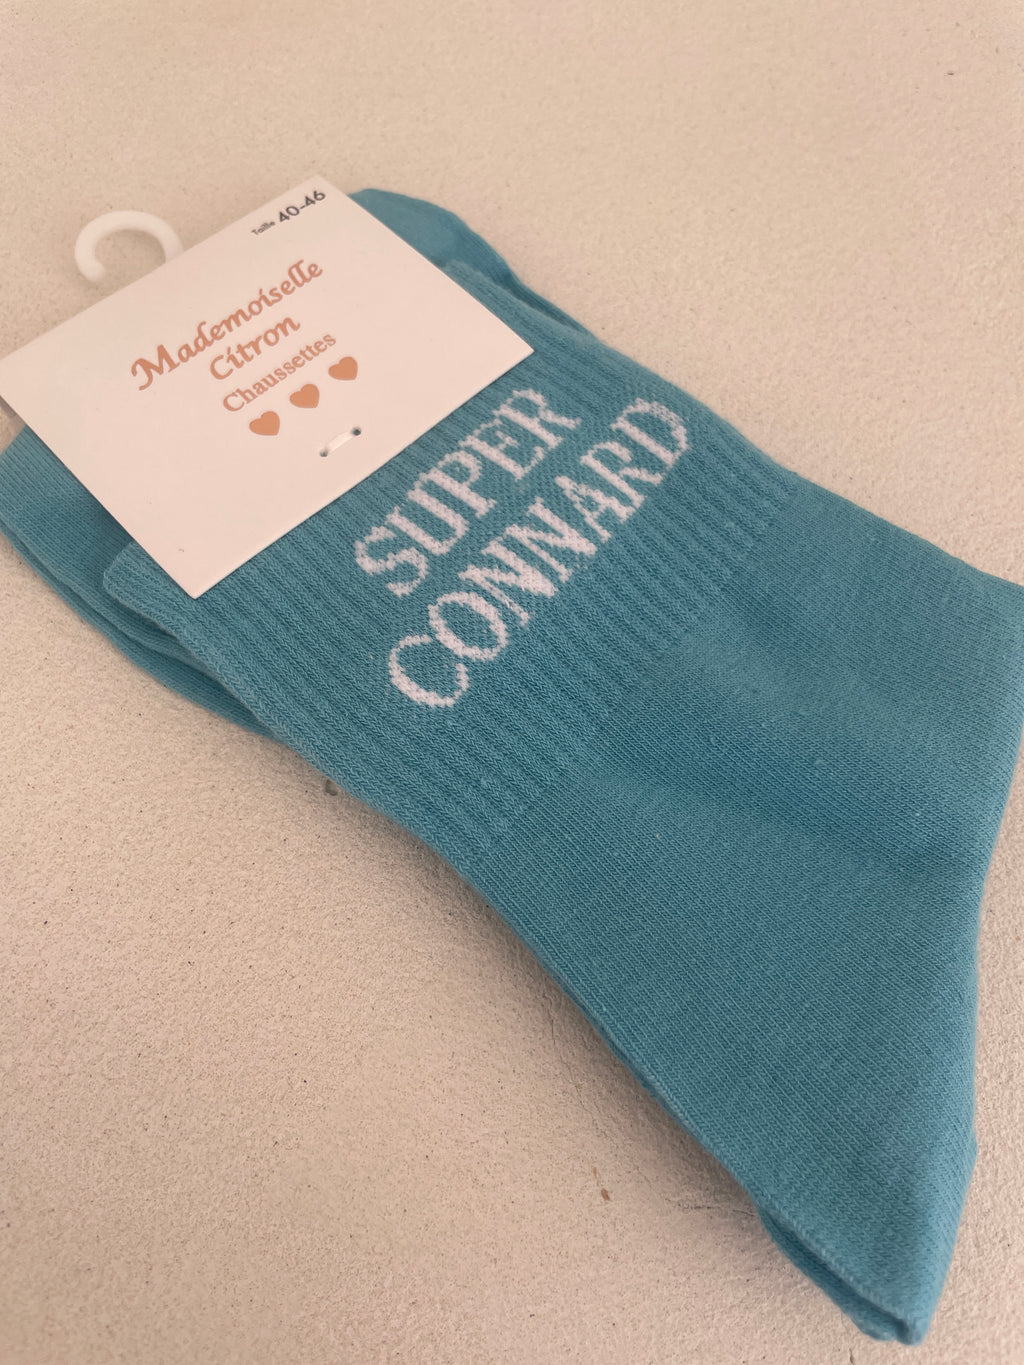 Taille 40-46
Mademoiselle
Citron
Chaussettes
SUPER
CONNARD